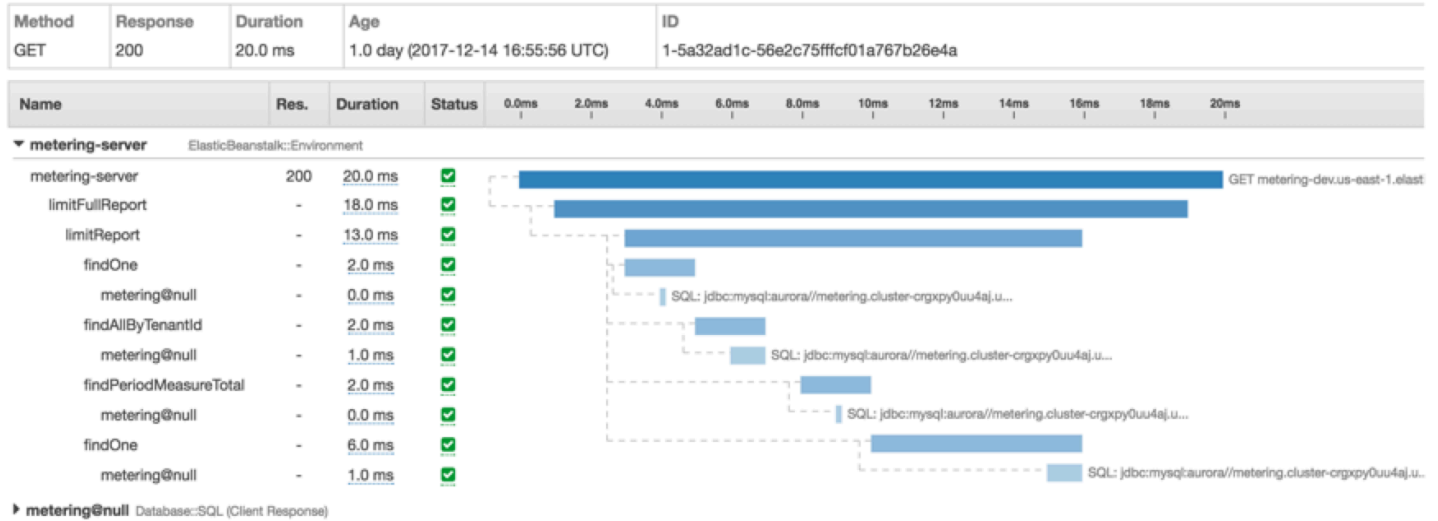 Method Response Duration Age ID
GET 200 20.0 ms 1.0 day (2017-12-14 16:55:56 UTC) 1-5a32ad1c-56e2c75fffcf01a767b26e4a
Name Res. Duration Status 0.0ms 2.0ms 4.0ms 6.0ms 8.0ms 10ms 12ms 14ms 16ms 18ms 20ms
metering-server ElasticBeanstalk::Environment
metering-server 200 20.0 ms GET metering-dev.us-east-1.elast
limitFullReport - 18.0 ms
limitReport - 13.0 ms
findOne - 2.0 ms
metering@null - 0.0 ms SQL: jdbc:mysql:aurora//metering.cluster-crgxpy0uu4aj.u...
findAllByTenantId - 2.0 ms
metering@null - 1.0 ms SQL: jdbc:mysql:aurora//metering.cluster-crgxpy0uu4aj.u...
findPeriodMeasureTotal - 2.0 ms
metering@null - 0.0 ms SQL: jdbc:mysql:aurora//metering.cluster-crgxpy0uu4aj.u...
findOne - 6.0 ms
metering@null - 1.0 ms SQL: jdbc:mysql:aurora//metering.cluster-crgxpy0uu4aj.u..
metering@null Database::SQL (Client Response)